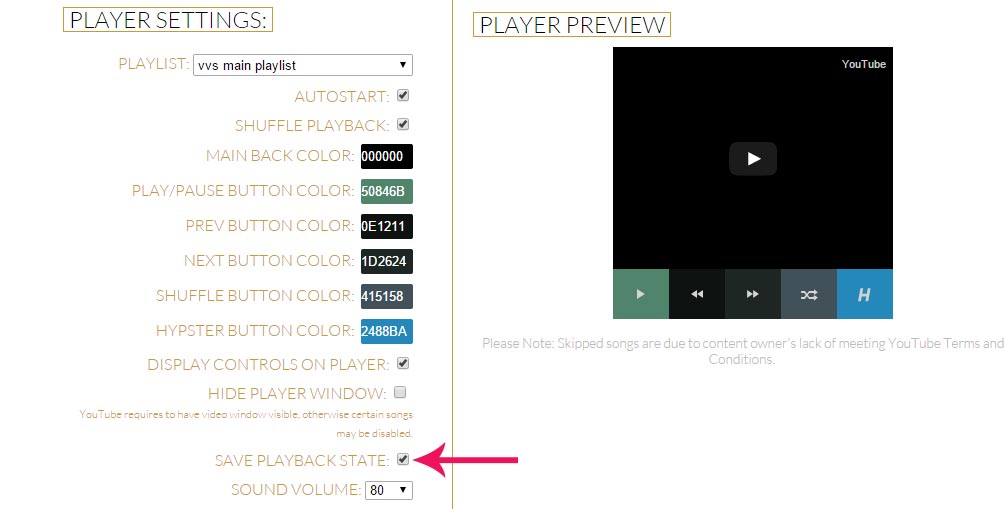 PLAYER SETTINGS:
PLAYLIST: vvs main playlist
AUTOSTART:
SHUFFLE PLAYBACK:
MAIN BACK COLOR: 000000
PLAY/PAUSE BUTTON COLOR: 50846B
PREV BUTTON COLOR: 0E1211
NEXT BUTTON COLOR: 1D2624
SHUFFLE BUTTON COLOR: 415158
HYPSTER BUTTON COLOR: 2488BA
DISPLAY CONTROLS ON PLAYER:
HIDE PLAYER WINDOW:
YouTube requires to have video window visible, otherwise certain songs
may be disabled.
SAVE PLAYBACK STATE:
SOUND VOLUME: 80
PLAYER PREVIEW
YouTube
H
Please Note: Skipped songs are due to content owner's lack of meeting YouTube Terms and
Conditions.